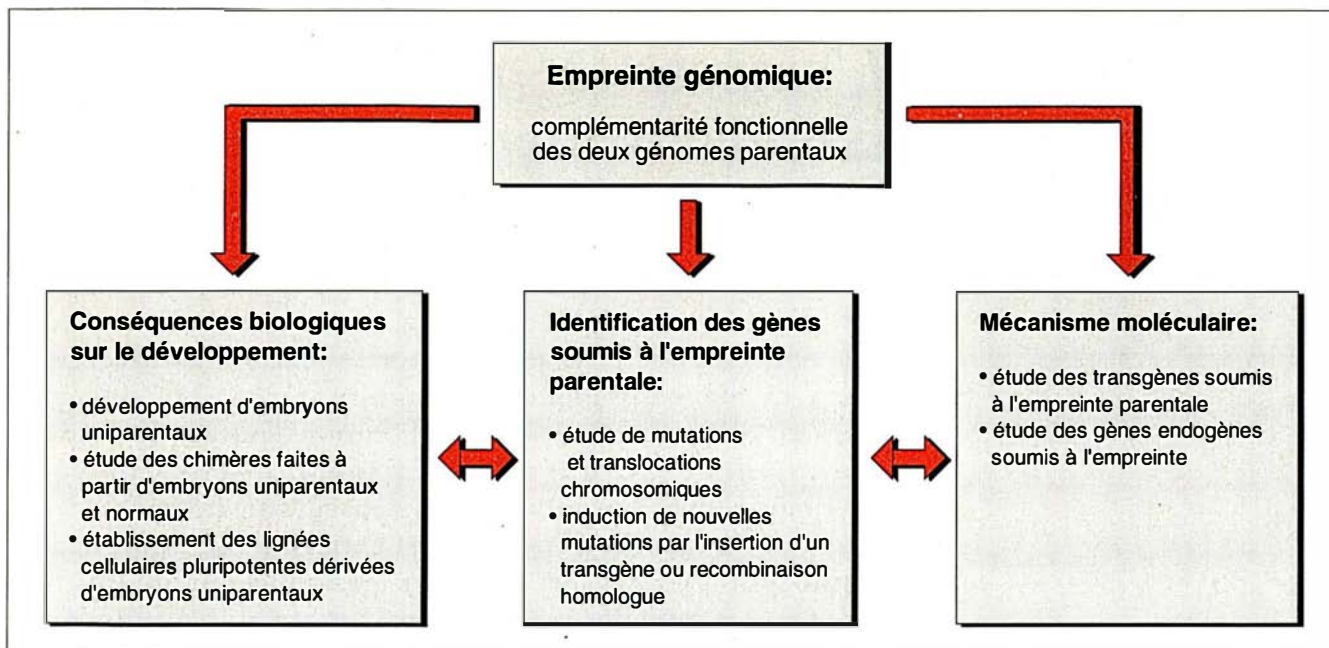 Empreinte génomique:
complémentarité fonctionnelle
des deux génomes parentaux
Conséquences biologiques
sur le développement:
• développement d'embryons
uniparentaux
• étude des chimères faites à
partir d'embryons uniparentaux
et normaux
• établissement des lignées
cellulaires pluripotentes dérivées
d'embryons uniparentaux
Identification des gènes
soumis à l'empreinte
parentale:
• étude de mutations
et translocations
chromosomiques
• induction de nouvelles
mutations par l'insertion d'un
transgène ou recombinaison
homologue
Mécanisme moléculaire:
• étude des transgènes soumis
à l'empreinte parentale
• étude des gènes endogènes
soumis à l'empreinte